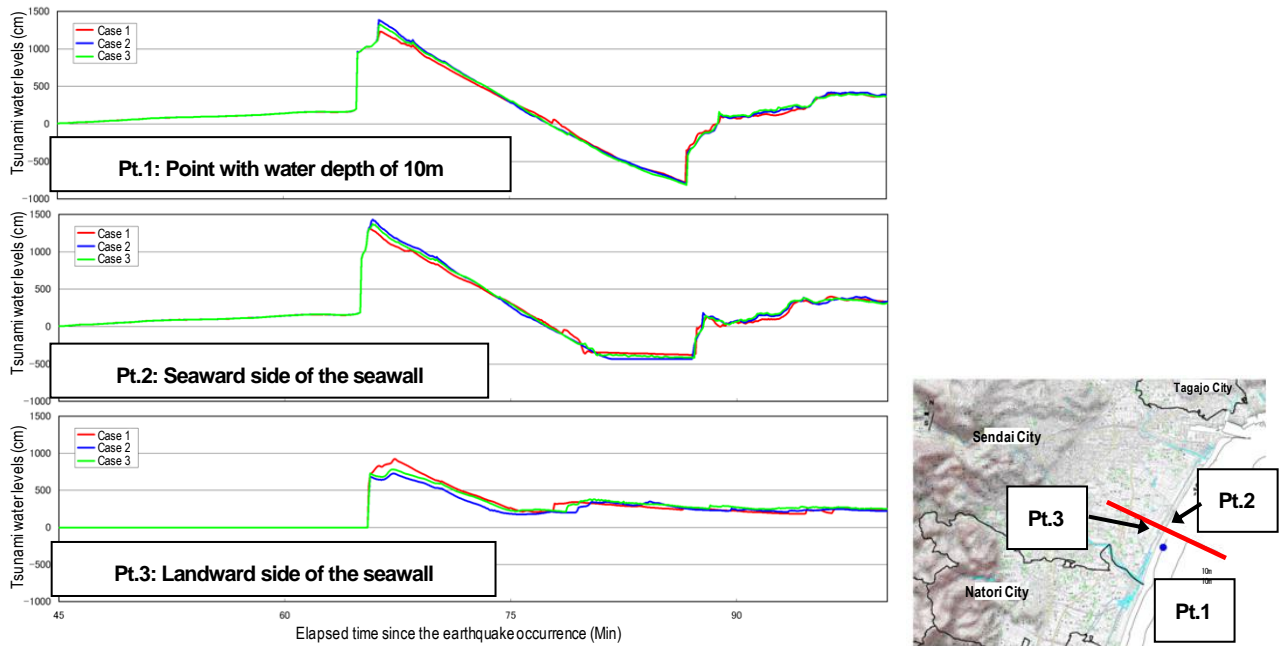 1500
1000
500
0
−500
−1000
Tsunami water levels (cm)
Case 1
Case 2
Case 3
Pt.1: Point with water depth of 10m
1500
1000
500
0
−500
−1000
Tsunami water levels (cm)
Case 1
Case 2
Case 3
Pt.2: Seaward side of the seawall
1500
1000
500
0
−500
−1000
Tsunami water levels (cm)
Case 1
Case 2
Case 3
Pt.3: Landward side of the seawall
45
60
75
90
Elapsed time since the earthquake occurrence (Min)
Tagajo City
Sendai City
Pt.2
Pt.3
Natori City
10m
10m
Pt.1